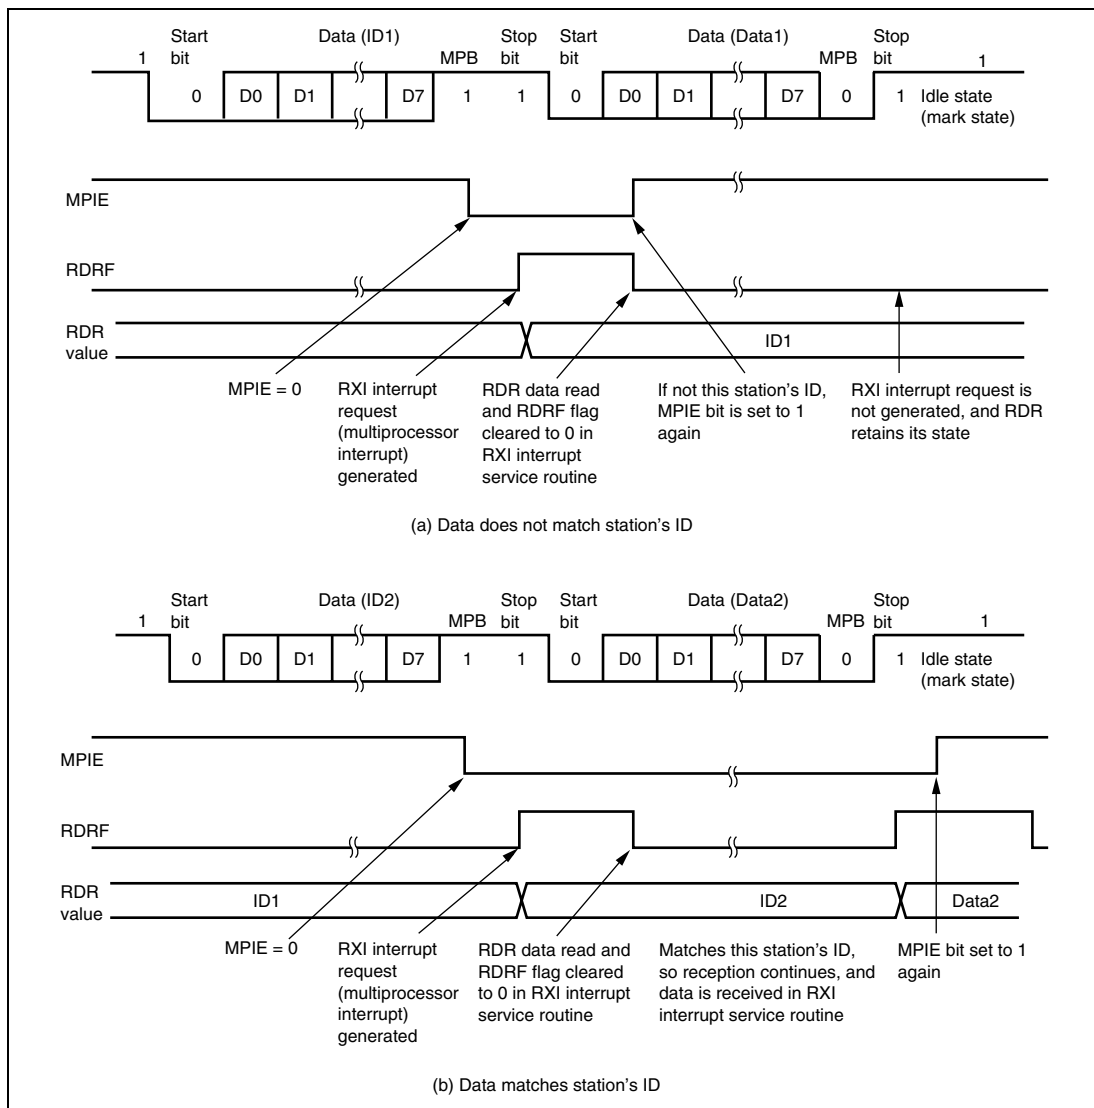 Start bit
Data (ID1)
MPB
Stop bit
Start bit
Data (Data1)
MPB
Stop bit
1
1
0
D0
D1
D7
1
1
0
D0
D1
D7
0
1
Idle state (mark state)
MPIE
RDRF
RDR value
ID1
MPIE = 0
RXI interrupt request (multiprocessor interrupt) generated
RDR data read and RDRF flag cleared to 0 in RXI interrupt service routine
If not this station's ID, MPIE bit is set to 1 again
RXI interrupt request is not generated, and RDR retains its state
(a) Data does not match station's ID
Start bit
Data (ID2)
MPB
Stop bit
Start bit
Data (Data2)
MPB
Stop bit
1
1
0
D0
D1
D7
1
1
0
D0
D1
D7
0
1
Idle state (mark state)
MPIE
RDRF
RDR value
ID1
ID2
Data2
MPIE = 0
RXI interrupt request (multiprocessor interrupt) generated
RDR data read and RDRF flag cleared to 0 in RXI interrupt service routine
Matches this station's ID, so reception continues, and data is received in RXI interrupt service routine
MPIE bit set to 1 again
(b) Data matches station's ID